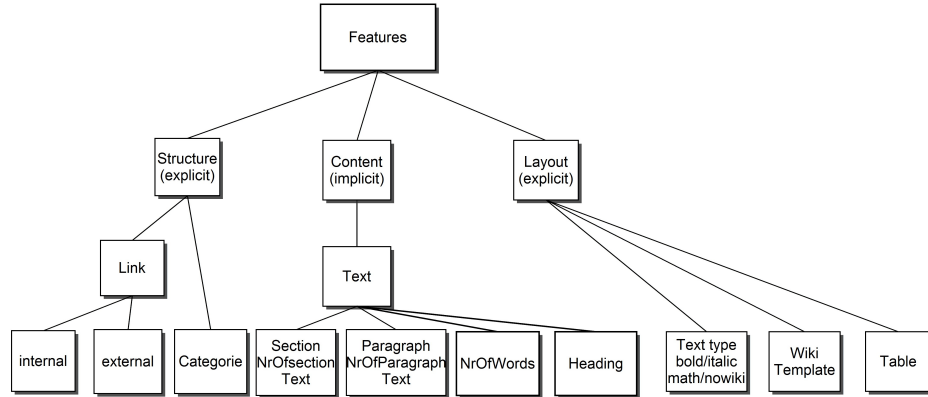 Features
Structure
(explicit)
Content
(implicit)
Layout
(explicit)
Link
Text
internal
external
Categorie
Section
NrOfsection
Text
Paragraph
NrOfParagraph
Text
NrOfWords
Heading
Text type
bold/italic
math/nowiki
Wiki
Template
Table